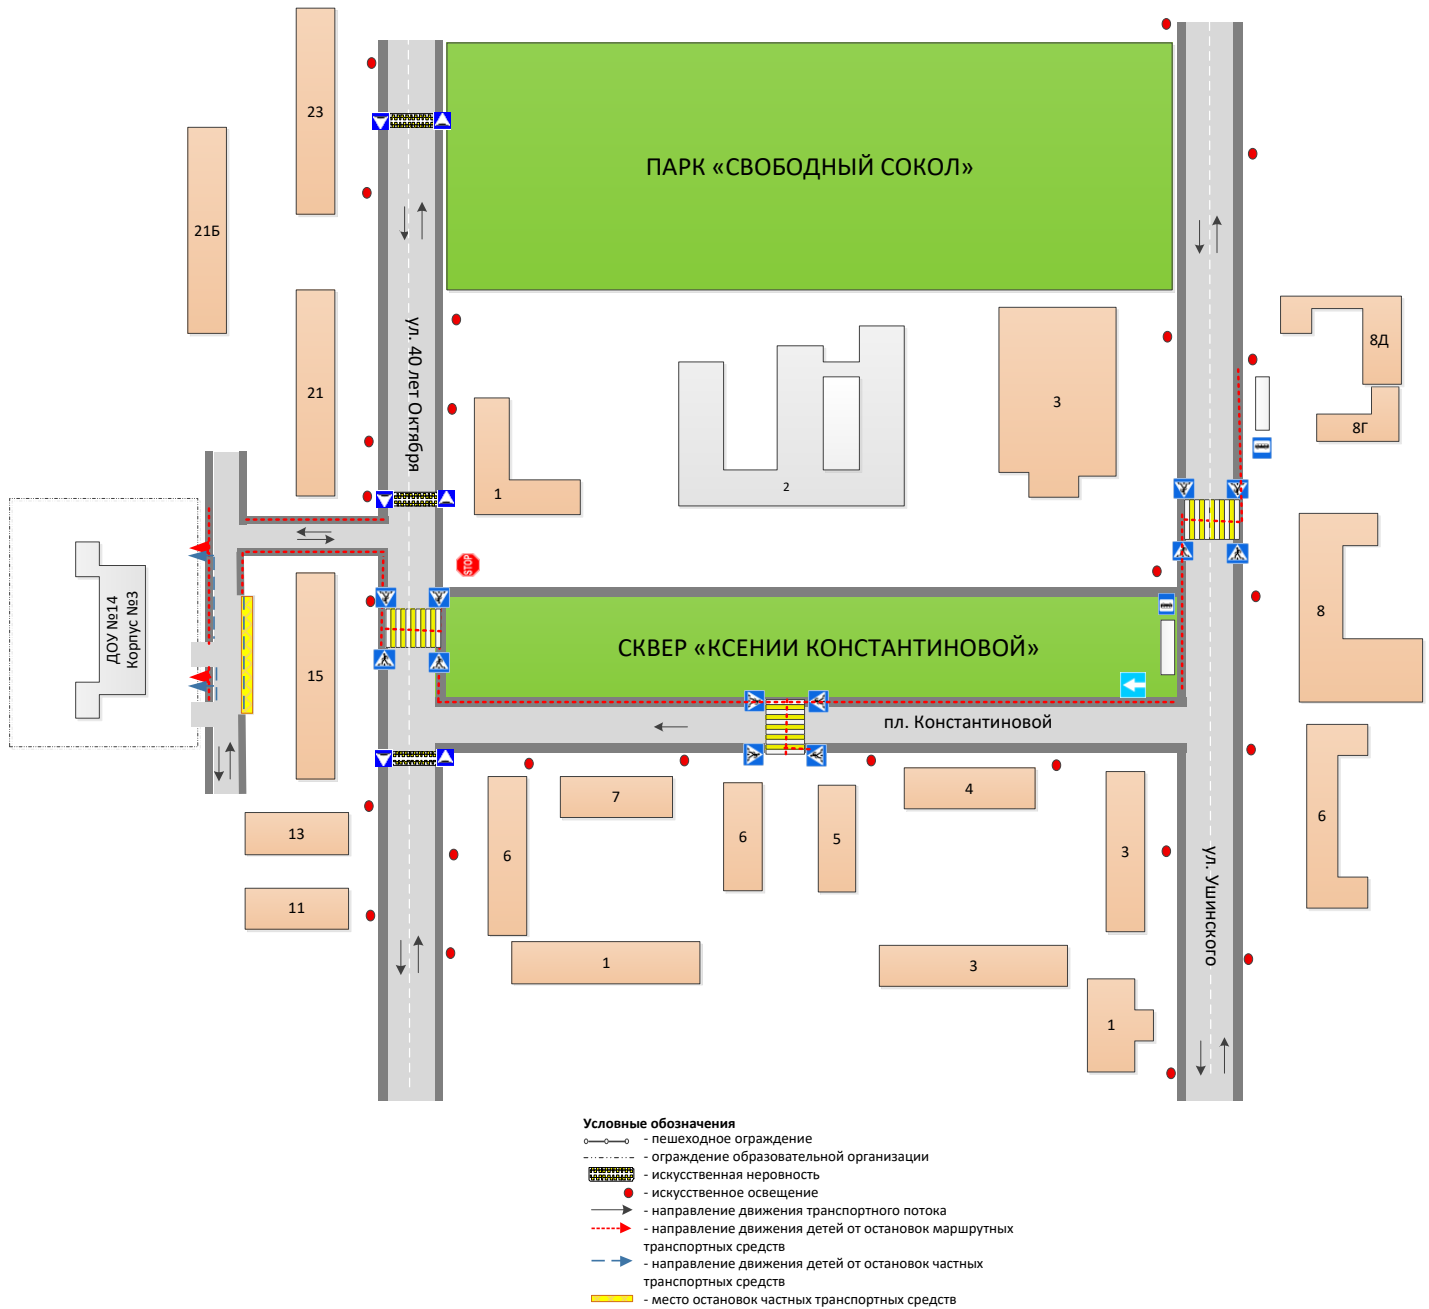 23
ПАРК «СВОБОДНЫЙ СОКОЛ»
21Б
ул. 40 лет Октября
21
8Д
3
8Г
1
2
STOP
ДОУ №14
Корпус №3
15
СКВЕР «КСЕНИИ КОНСТАНТИНОВОЙ»
8
пл. Константиновой
7
4
6
13
6
6
5
3
ул. Ушинского
11
1
3
1
Условные обозначения
- пешеходное ограждение
- ограждение образовательной организации
- искусственная неровность
- искусственное освещение
- направление движения транспортного потока
- направление движения детей от остановок маршрутных
транспортных средств
- направление движения детей от остановок частных
транспортных средств
- место остановок частных транспортных средств